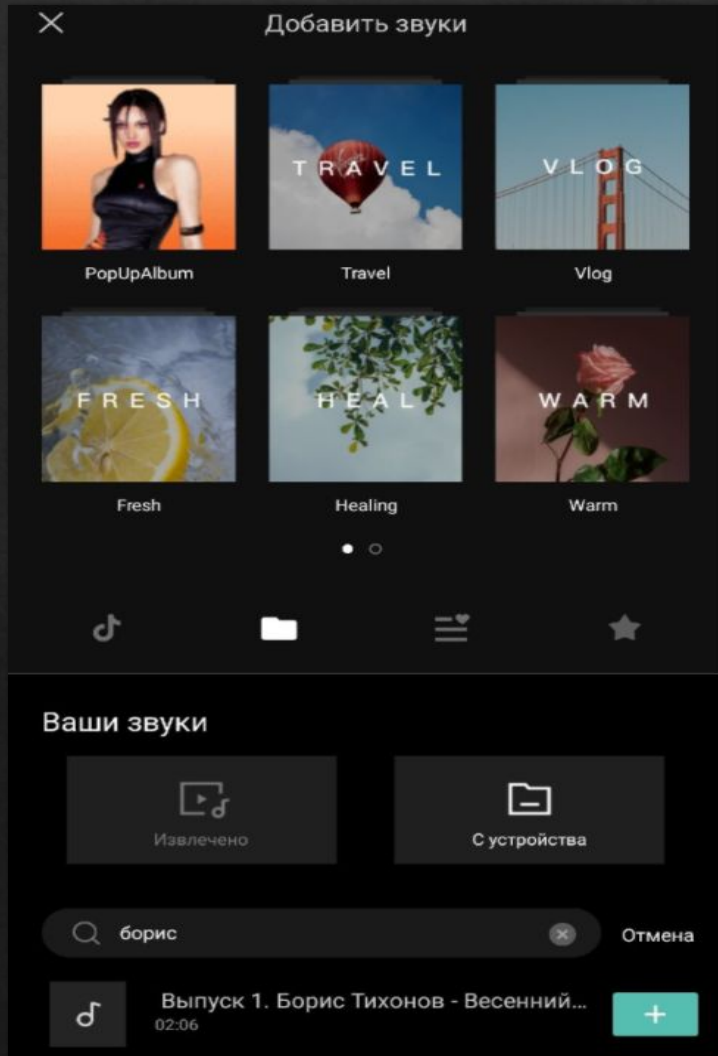 Добавить звуки
TRAVEL
VLOG
PopUpAlbum
Travel
Vlog
FRESH
HEAL
WARM
Fresh
Healing
Warm
Ваши звуки
Извлечено
С устройства
борис
Отмена
Выпуск 1. Борис Тихонов - Весенний...
02:06